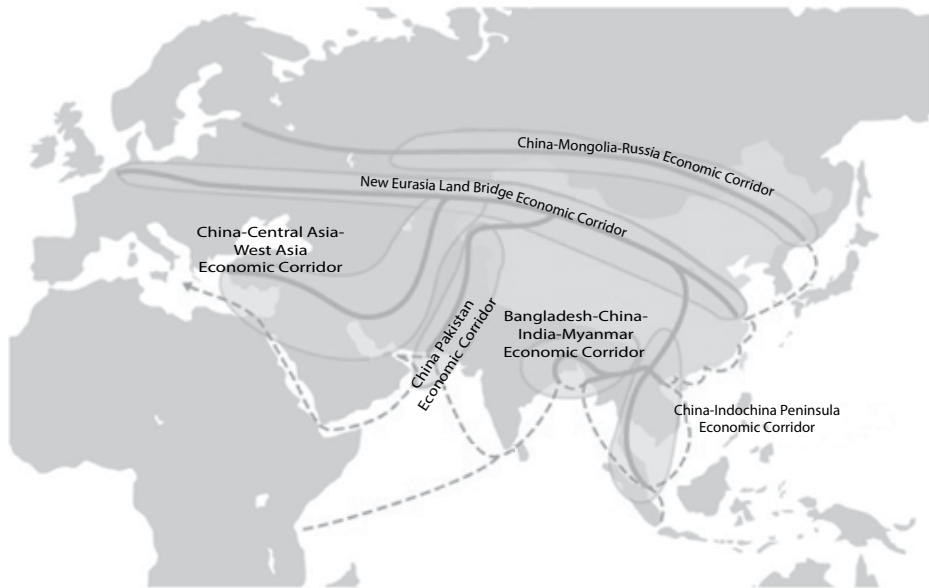 China-Mongolia-Russia Economic Corridor
New Eurasia Land Bridge Economic Corridor
China-Central Asia-
West Asia
Economic Corridor
China Pakistan
Economic Corridor
Bangladesh-China-
India-Myanmar
Economic Corridor
China-Indochina Peninsula
Economic Corridor